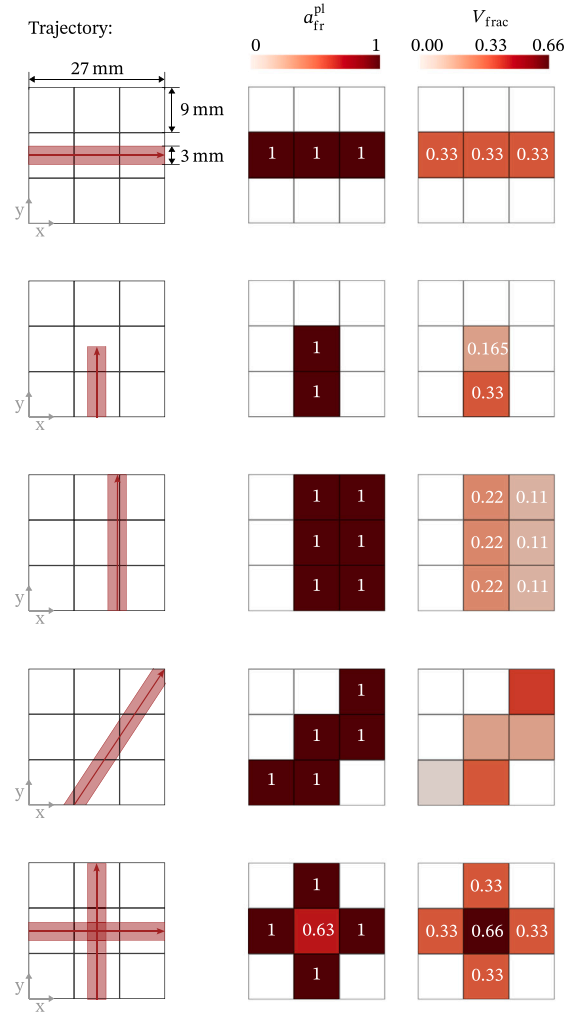 Trajectory:
a_fr^pl
V_frac
0 1
0.00 0.33 0.66
27 mm
9 mm
3 mm
1 1 1
0.33 0.33 0.33
y
x
1
0.165
1
0.33
y
x
1 1
0.22 0.11
1 1
0.22 0.11
1 1
0.22 0.11
y
x
1
1 1
1 1
y
x
1
0.33
1 0.63 1
0.33 0.66 0.33
1
0.33
y
x